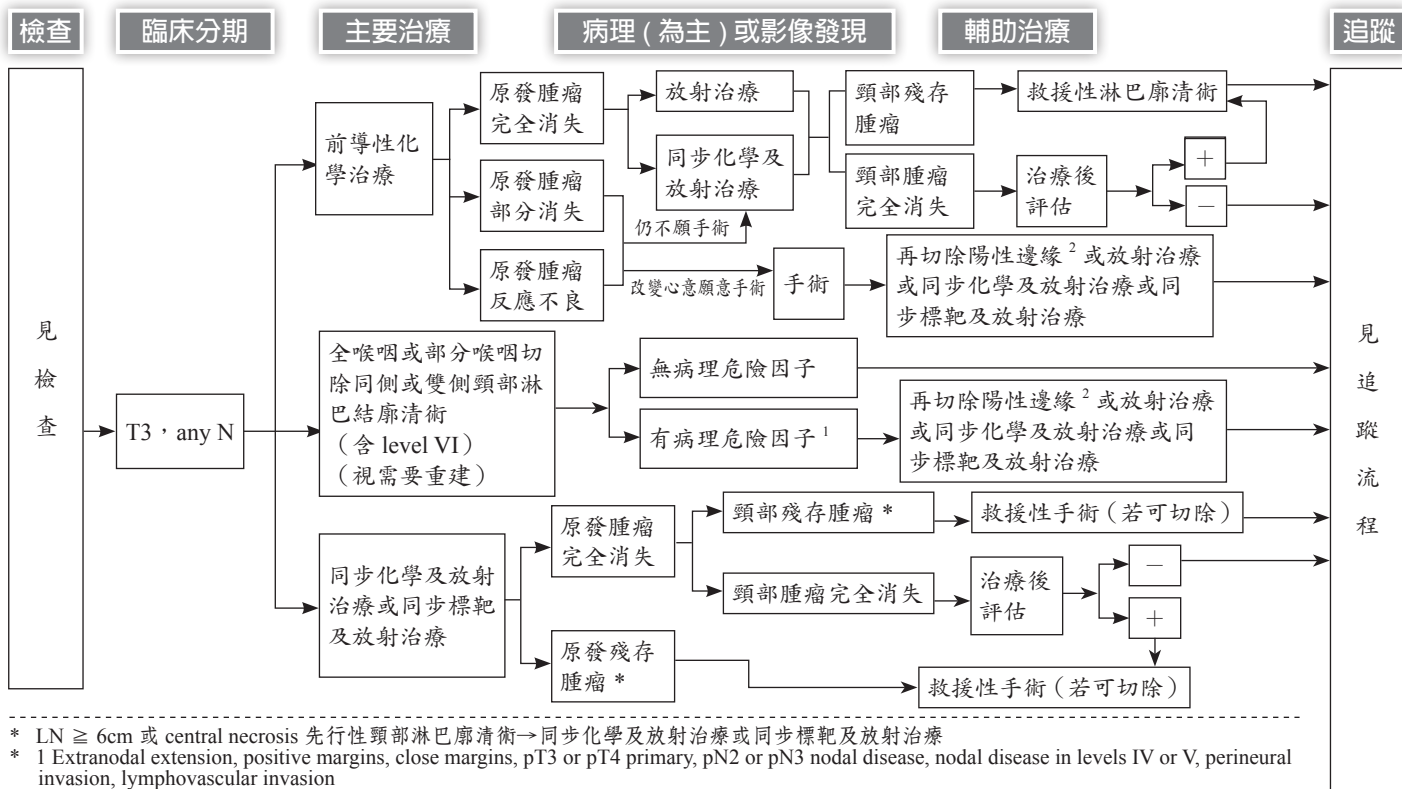 檢查
臨床分期
主要治療
病理 ( 為主 ) 或影像發現
輔助治療
追蹤
見
檢
查
T3，any N
前導性化
學治療
原發腫瘤
完全消失
原發腫瘤
部分消失
原發腫瘤
反應不良
放射治療
同步化學及
放射治療
仍不願手術
改變心意願意手術
手術
頸部殘存
腫瘤
頸部腫瘤
完全消失
救援性淋巴廓清術
治療後
評估
+
−
再切除陽性邊緣 2 或放射治療
或同步化學及放射治療或同
步標靶及放射治療
全喉咽或部分喉咽切
除同側或雙側頸部淋
巴結廓清術
（含 level VI）
（視需要重建）
無病理危險因子
有病理危險因子 1
再切除陽性邊緣 2 或放射治療
或同步化學及放射治療或同
步標靶及放射治療
同步化學及放射
治療或同步標靶
及放射治療
原發腫瘤
完全消失
原發殘存
腫瘤 *
頸部殘存腫瘤 *
頸部腫瘤完全消失
救援性手術（若可切除）
治療後
評估
−
+
救援性手術（若可切除）
見
追
蹤
流
程
* LN ≧ 6cm 或 central necrosis 先行性頸部淋巴廓清術→同步化學及放射治療或同步標靶及放射治療
* 1 Extranodal extension, positive margins, close margins, pT3 or pT4 primary, pN2 or pN3 nodal disease, nodal disease in levels IV or V, perineural
invasion, lymphovascular invasion